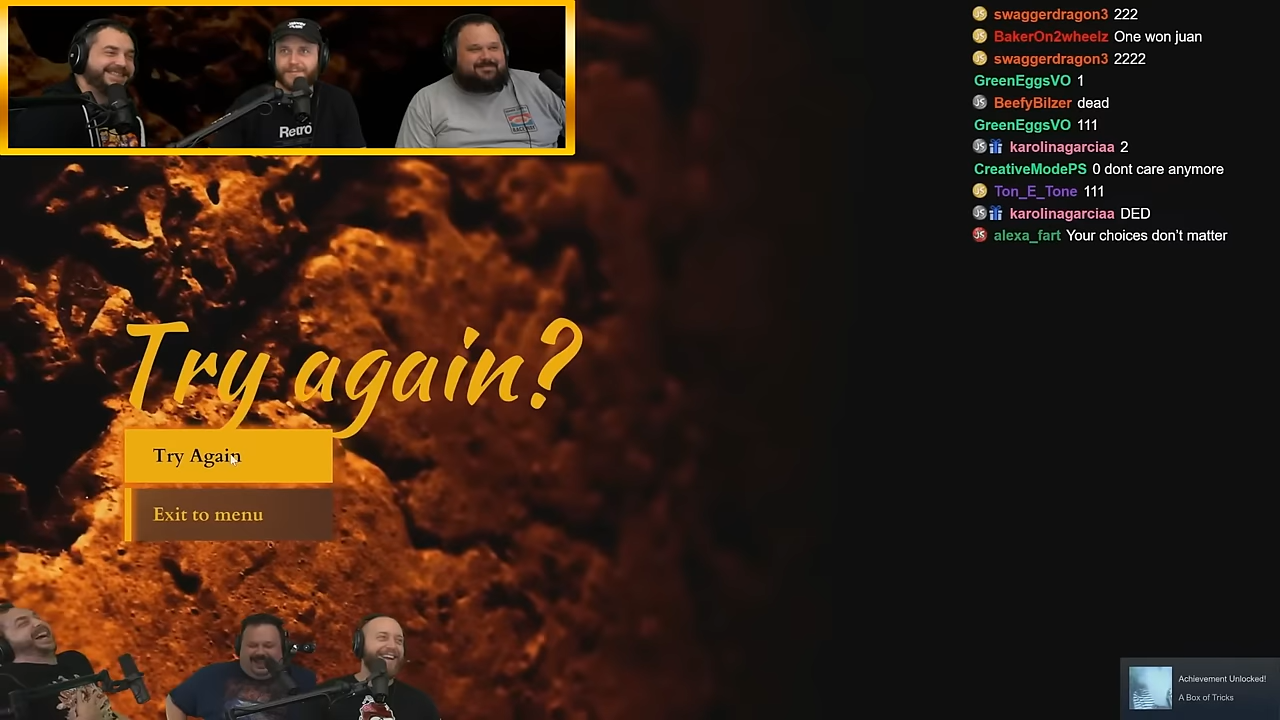 swaggerdragon3 222
BakerOn2wheelz One won juan
swaggerdragon3 2222
GreenEggsVO 1
BeefyBilzer dead
GreenEggsVO 111
karolinagarciaa 2
CreativeModePS 0 dont care anymore
Ton_E_Tone 111
karolinagarciaa DED
alexa_fart Your choices don't matter
Retro
Try again?
Try Again
Exit to menu
Achievement Unlocked!
A Box of Tricks